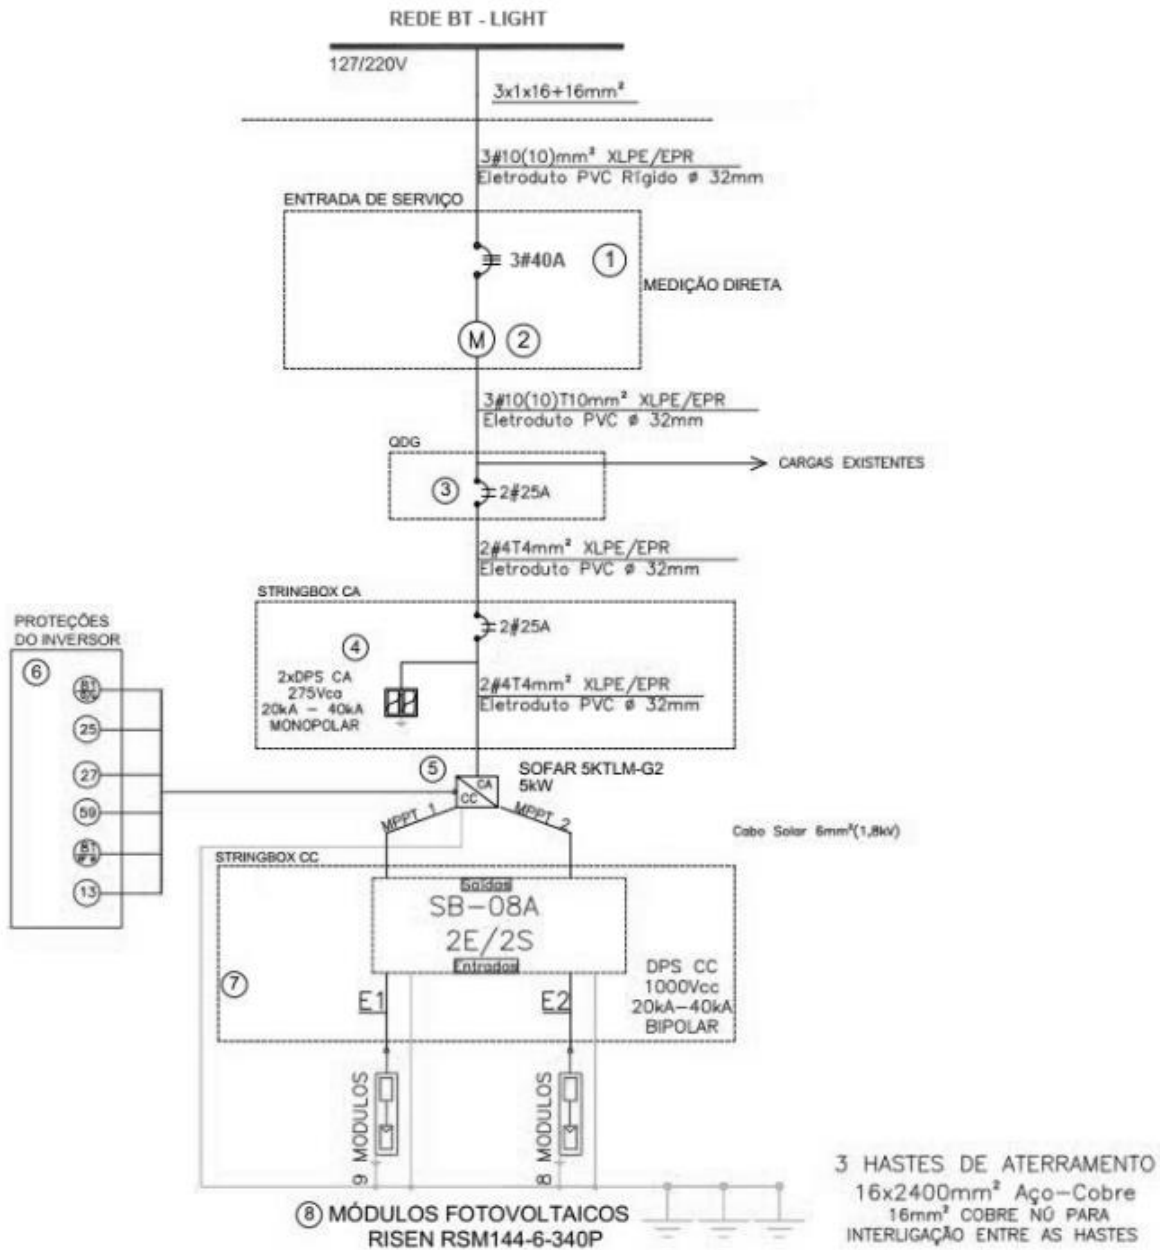 REDE BT - LIGHT
127/220V
3x1x16+16mm²
3#10(10)mm² XLPE/EPR
Eletroduto PVC Rígido ø 32mm
ENTRADA DE SERVIÇO
3#40A
1
MEDIÇÃO DIRETA
M
2
3#10(10)T10mm² XLPE/EPR
Eletroduto PVC ø 32mm
QDG
CARGAS EXISTENTES
3
2#25A
2#4T4mm² XLPE/EPR
Eletroduto PVC ø 32mm
STRINGBOX CA
2#25A
4
2xDPS CA
275Vca
20kA - 40kA
MONOPOLAR
2#4T4mm² XLPE/EPR
Eletroduto PVC ø 32mm
PROTEÇÕES
DO INVERSOR
6
25
27
59
13
5
CA
CC
SOFAR 5KTLM-G2
5kW
MPPT 1
MPPT 2
Cabo Solar 6mm²(1,8kV)
STRINGBOX CC
Saídas
SB-08A
2E/2S
Entradas
7
E1
E2
DPS CC
1000Vcc
20kA-40kA
BIPOLAR
9 MODULOS
8 MODULOS
8 MÓDULOS FOTOVOLTAICOS
RISEN RSM144-6-340P
3 HASTES DE ATERRAMENTO
16x2400mm² Aço-Cobre
16mm² COBRE NÚ PARA
INTERLIGAÇÃO ENTRE AS HASTES